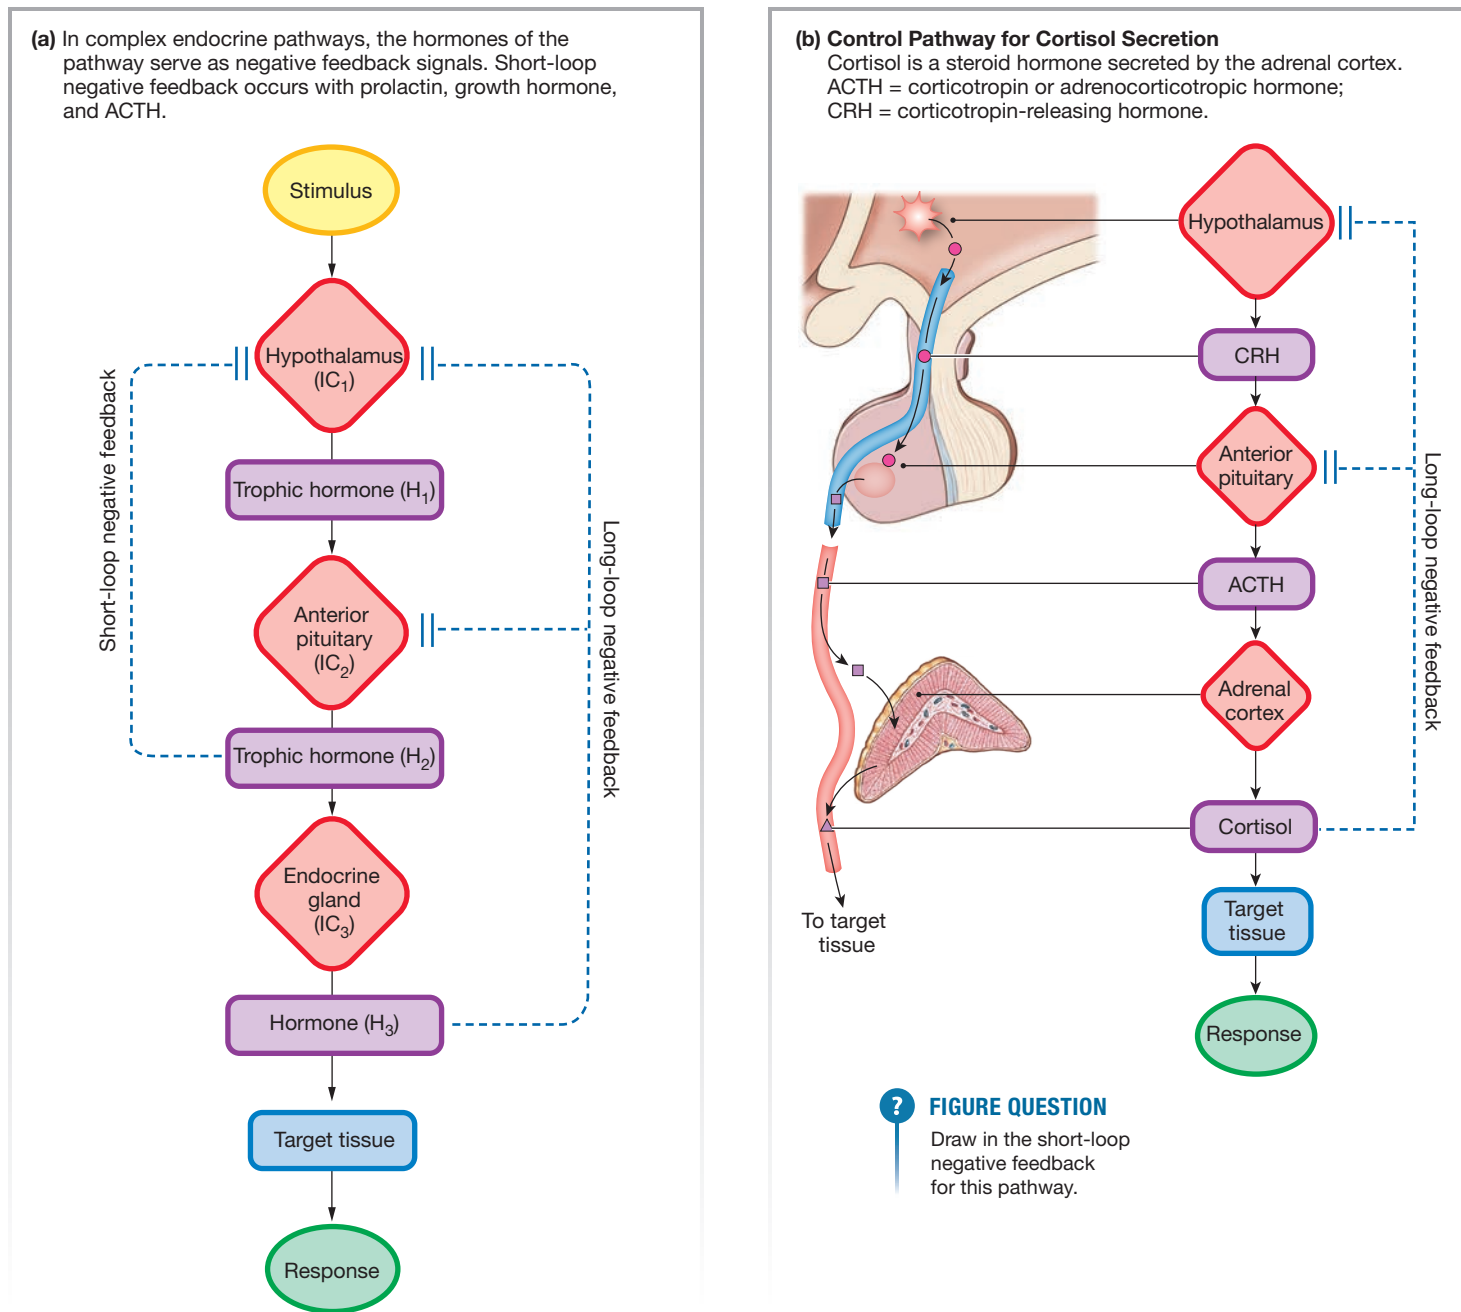 (a) In complex endocrine pathways, the hormones of the
pathway serve as negative feedback signals. Short-loop
negative feedback occurs with prolactin, growth hormone,
and ACTH.
Stimulus
Hypothalamus
(IC1)
Short-loop negative feedback
Trophic hormone (H1)
Anterior
pituitary
(IC2)
Long-loop negative feedback
Trophic hormone (H2)
Endocrine
gland
(IC3)
Hormone (H3)
Target tissue
Response
(b) Control Pathway for Cortisol Secretion
Cortisol is a steroid hormone secreted by the adrenal cortex.
ACTH = corticotropin or adrenocorticotropic hormone;
CRH = corticotropin-releasing hormone.
Hypothalamus
CRH
Anterior
pituitary
Long-loop negative feedback
ACTH
Adrenal
cortex
Cortisol
To target
tissue
Target
tissue
Response
? FIGURE QUESTION
Draw in the short-loop
negative feedback
for this pathway.